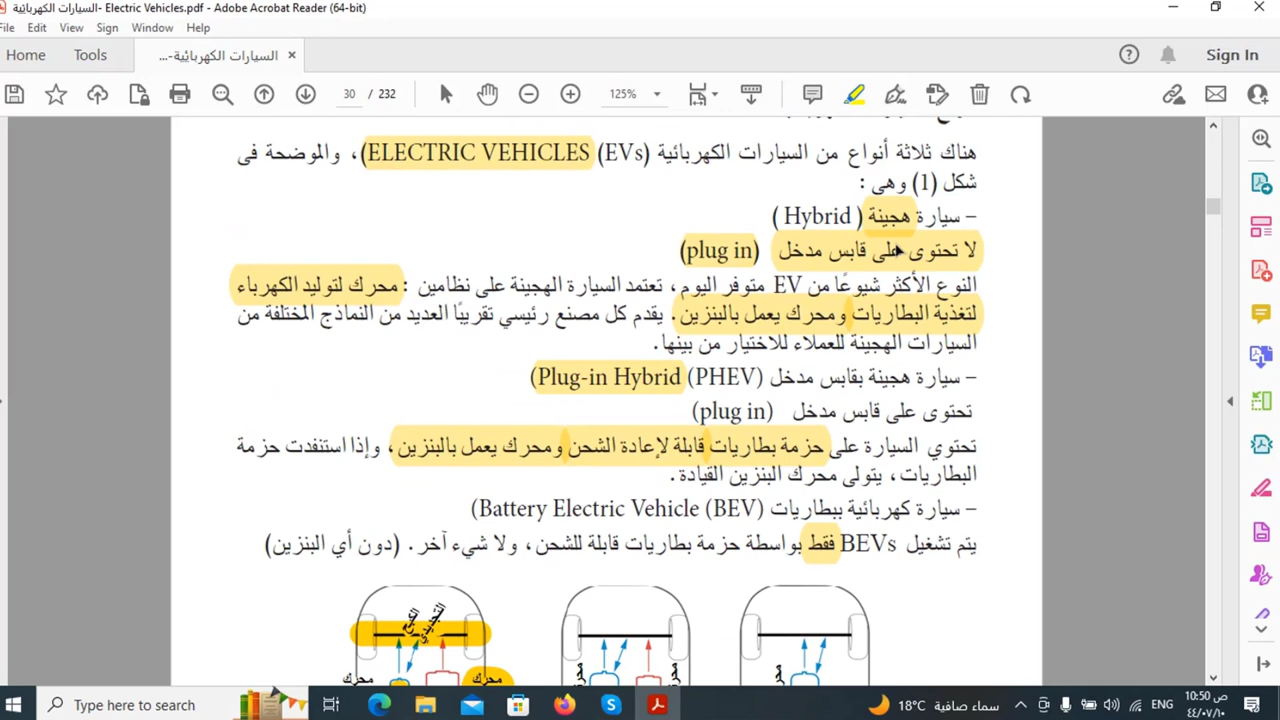 السيارات الكهربائية- Electric Vehicles.pdf - Adobe Acrobat Reader (64-bit)
File Edit View Sign Window Help
Home Tools السيارات الكهربائية-... × Sign In
30 / 232 125%
هناك ثلاثة أنواع من السيارات الكهربائية (ELECTRIC VEHICLES (EVs)، والموضحة فى
شكل (1) وهى :
– سيارة هجينة ( Hybrid )
لا تحتوى على قابس مدخل (plug in)
النوع الأكثر شيوعًا من EV متوفر اليوم ، تعتمد السيارة الهجينة على نظامين : محرك لتوليد الكهرباء
لتغذية البطاريات ومحرك يعمل بالبنزين. يقدم كل مصنع رئيسي تقريبًا العديد من النماذج المختلفة من
السيارات الهجينة للعملاء للاختيار من بينها.
– سيارة هجينة بقابس مدخل (Plug-in Hybrid (PHEV)
تحتوى على قابس مدخل (plug in)
تحتوي السيارة على حزمة بطاريات قابلة لإعادة الشحن ومحرك يعمل بالبنزين، وإذا استنفدت حزمة
البطاريات ، يتولى محرك البنزين القيادة.
– سيارة كهربائية ببطاريات (Battery Electric Vehicle (BEV)
يتم تشغيل BEVs فقط بواسطة حزمة بطاريات قابلة للشحن، ولا شيء آخر. (دون أي البنزين)
الكبح
التجديدي
محرك
محرك
Type here to search
18°C سماء صافية ENG 10:50 ص
٤٤/٠٧/١٠